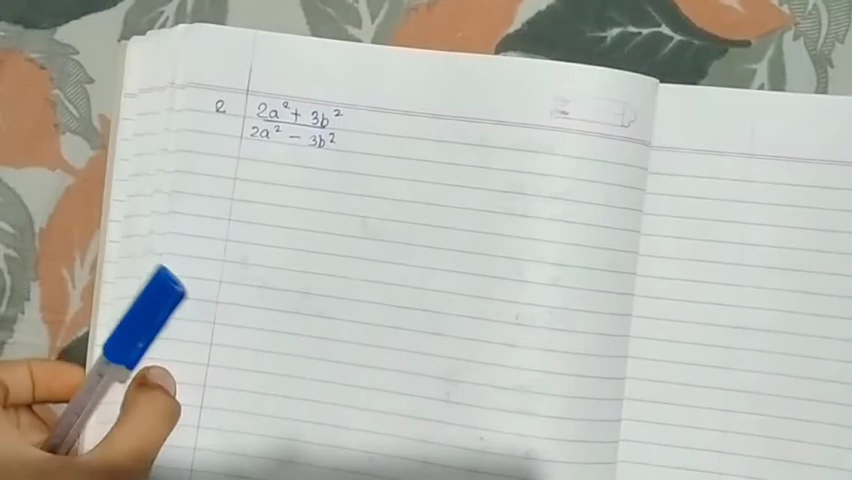 2 2a² + 3b²
2a² - 3b²